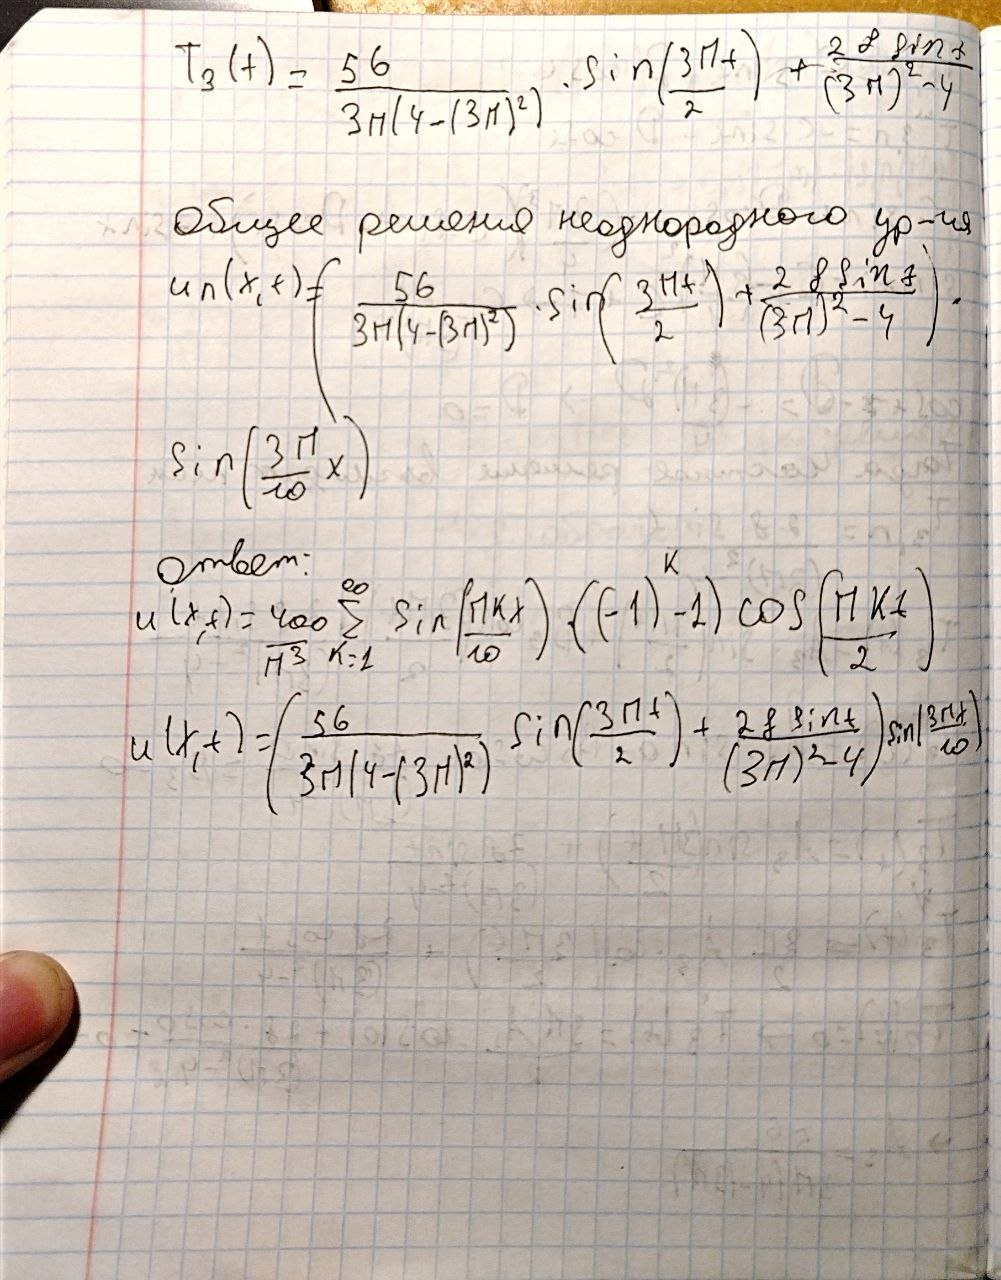 T₃(t) = 56/(3π(4-(3π)²)) · sin(3πt/2) + 28 sin t/((3π)²-4)
Общее решение неоднородного ур-ия
uп(x,t)=(56/(3π(4-(3π)²)) · sin(3πt/2) + 28 sin t/((3π)²-4)) ·
sin(3π/10 x)
ответ:
u(x,t)= 400/π³ ∑_{k=1}^{∞} sin(πkx/10) · ((-1)^k -1) cos(πkt/2)
u(x,t)=(56/(3π(4-(3π)²)) sin(3πt/2) + 28 sin t/((3π)²-4)) sin(3πx/10)